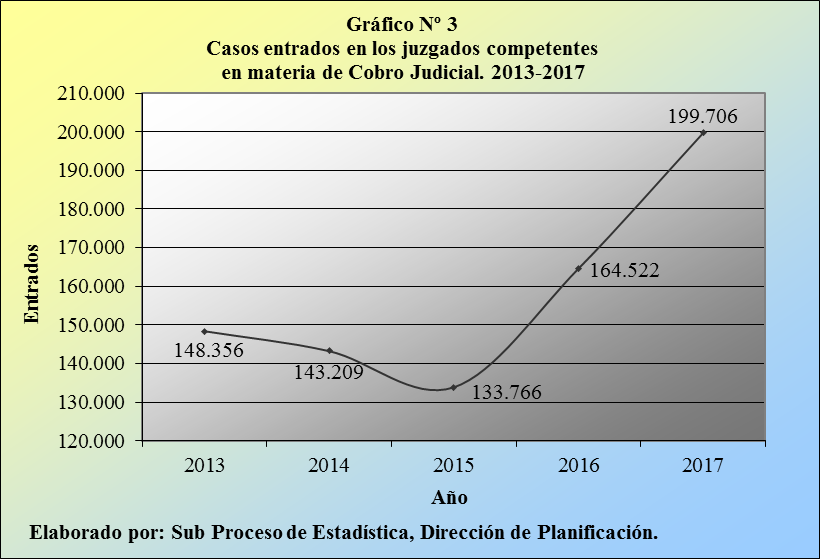 Gráfico Nº 3
Casos entrados en los juzgados competentes
en materia de Cobro Judicial. 2013-2017
210.000
200.000
190.000
180.000
170.000
160.000
150.000
140.000
130.000
120.000
Entrados
148.356
143.209
133.766
164.522
199.706
2013 2014 2015 2016 2017
Año
Elaborado por: Sub Proceso de Estadística, Dirección de Planificación.